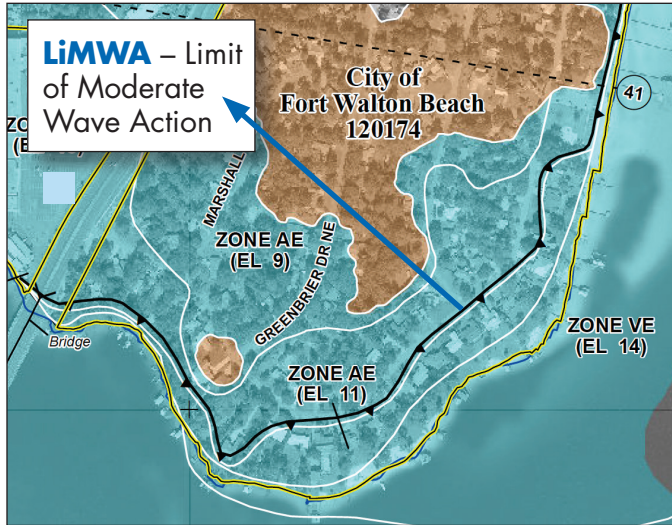 LiMWA – Limit
of Moderate
Wave Action
City of
Fort Walton Beach
120174
41
MARSHALL
ZONE AE
(EL 9)
GREENBRIER DR NE
ZONE VE
(EL 14)
Bridge
ZONE AE
(EL 11)